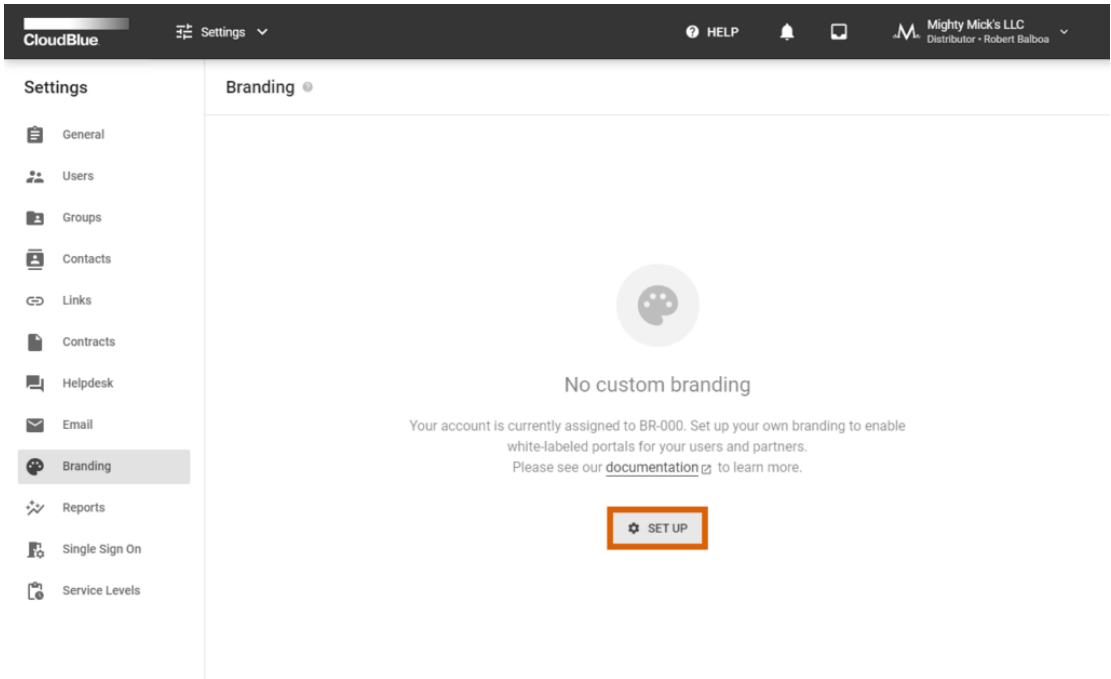 CloudBlue
Settings
HELP
Mighty Mick's LLC
Distributor • Robert Balboa
Settings
General
Users
Groups
Contacts
Links
Contracts
Helpdesk
Email
Branding
Reports
Single Sign On
Service Levels
Branding
No custom branding
Your account is currently assigned to BR-000. Set up your own branding to enable
white-labeled portals for your users and partners.
Please see our documentation to learn more.
SET UP